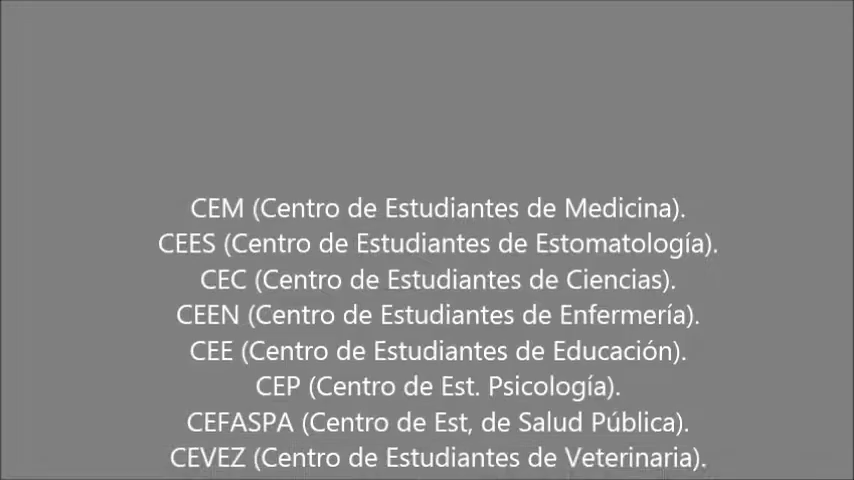 CEM (Centro de Estudiantes de Medicina).
CEES (Centro de Estudiantes de Estomatología).
CEC (Centro de Estudiantes de Ciencias).
CEEN (Centro de Estudiantes de Enfermería).
CEE (Centro de Estudiantes de Educación).
CEP (Centro de Est. Psicología).
CEFASPA (Centro de Est, de Salud Pública).
CEVEZ (Centro de Estudiantes de Veterinaria).